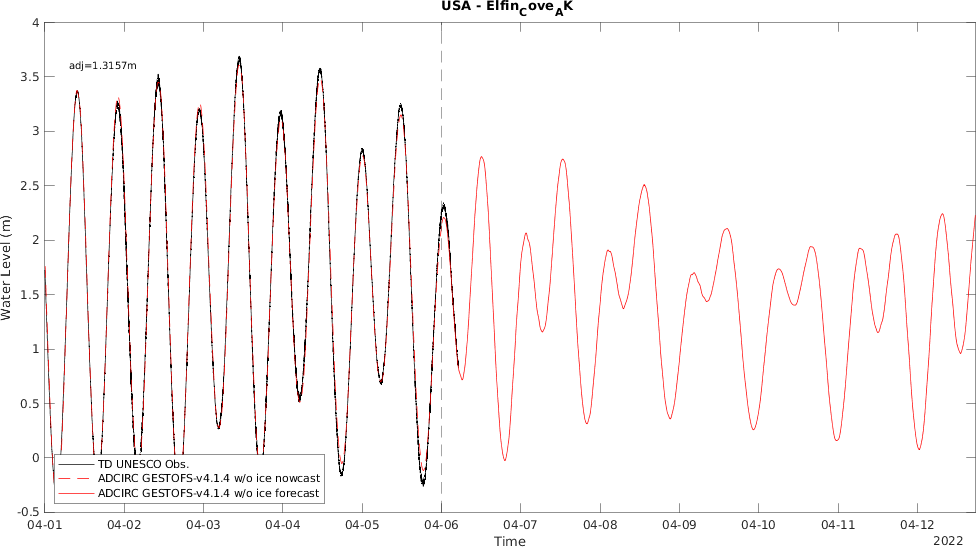 USA - ElfinCoveAK
4
adj=1.3157m
3.5
3
2.5
2
1.5
1
0.5
0
-0.5
Water Level (m)
TD UNESCO Obs.
ADCIRC GESTOFS-v4.1.4 w/o ice nowcast
ADCIRC GESTOFS-v4.1.4 w/o ice forecast
04-01 04-02 04-03 04-04 04-05 04-06 04-07 04-08 04-09 04-10 04-11 04-12
Time
2022